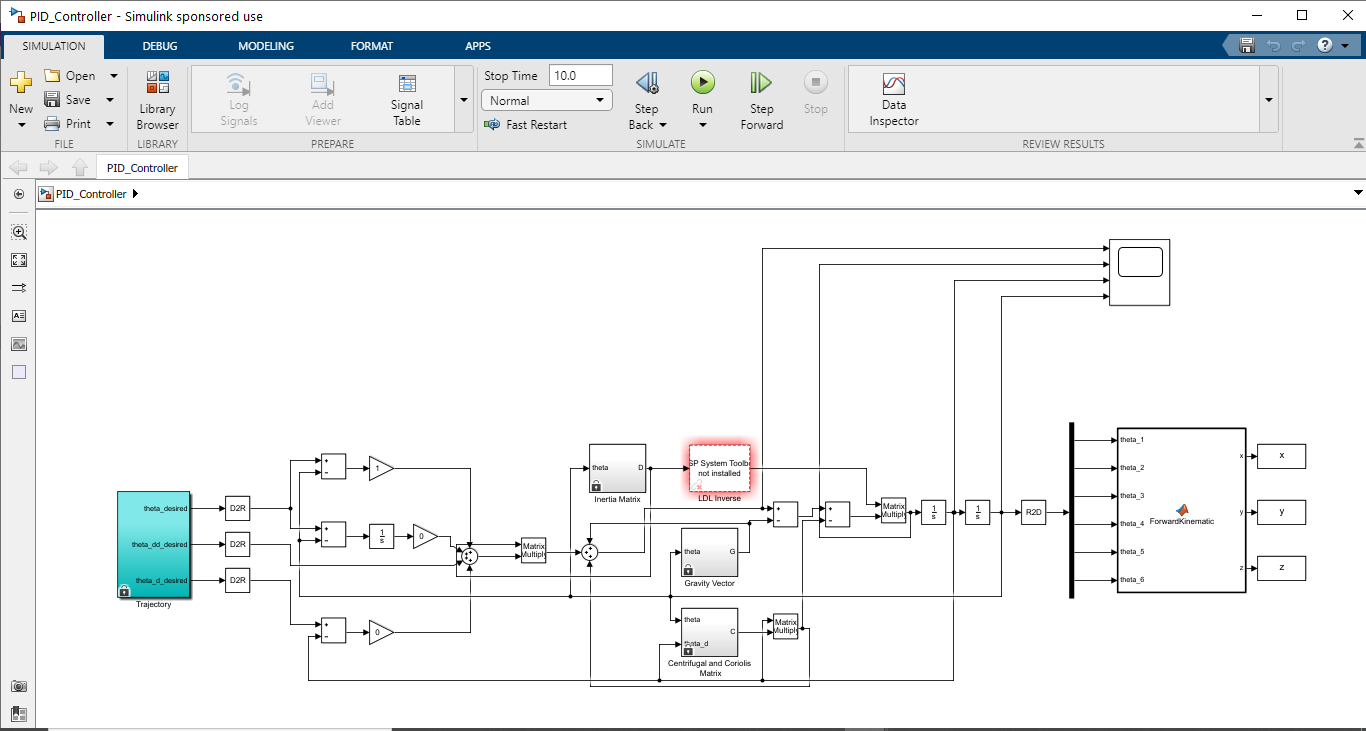 PID_Controller - Simulink sponsored use
SIMULATION DEBUG MODELING FORMAT APPS
New
Open
Save
Print
FILE
Library
Browser
LIBRARY
Log
Signals
Add
Viewer
Signal
Table
PREPARE
Stop Time 10.0
Normal
Fast Restart
Step
Back
Run
Step
Forward
Stop
SIMULATE
Data
Inspector
REVIEW RESULTS
PID_Controller
PID_Controller
theta_desired
theta_dd_desired
theta_d_desired
Trajectory
D2R
D2R
D2R
+
-
1
+
-
1
s
0
+
-
0
Matrix
Multiply
theta D
Inertia Matrix
SP System Toolb
not installed
LDL Inverse
theta G
Gravity Vector
theta
theta_d
C
Centrifugal and Coriolis
Matrix
Matrix
Multiply
+
-
+
-
Matrix
Multiply
1
s
1
s
R2D
theta_1
theta_2
theta_3
theta_4
theta_5
theta_6
ForwardKinematic
x
y
z
x
y
z